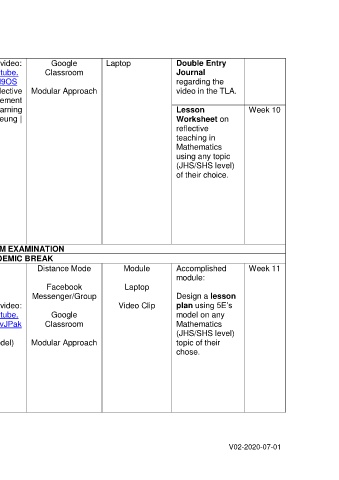 video:
tube.
I9OS
lective
ement
arning
eung |
Google
Classroom
Modular Approach
Laptop
Double Entry
Journal
regarding the
video in the TLA.
Lesson
Worksheet on
reflective
teaching in
Mathematics
using any topic
(JHS/SHS level)
of their choice.
Week 10
M EXAMINATION
DEMIC BREAK
video:
tube.
wJPak
odel)
Distance Mode
Facebook
Messenger/Group
Google
Classroom
Modular Approach
Module
Laptop
Video Clip
Accomplished
module:
Design a lesson
plan using 5E's
model on any
Mathematics
(JHS/SHS level)
topic of their
chose.
Week 11
V02-2020-07-01